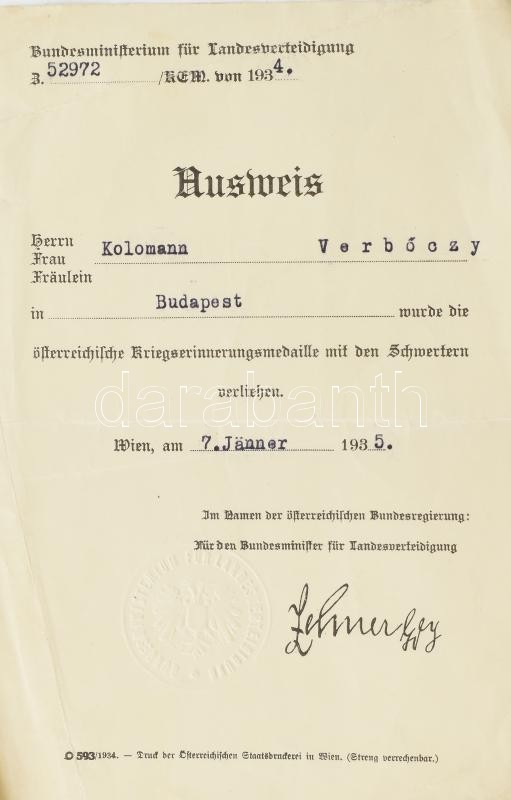 Bundesministerium für Landesverteidigung
Z. 52972 /KEM. von 1934.
Ausweis
Herrn
Frau Kolomann Verbóczy
Fräulein
in Budapest wurde die
österreichische Kriegserinnerungsmedaille mit den Schwertern
verliehen.
darabanth
Wien, am 7.Jänner 1935.
Im Namen der österreichischen Bundesregierung:
Für den Bundesminister für Landesverteidigung
O 593/1934. — Druck der Österreichischen Staatsdruckerei in Wien. (Streng verrechenbar.)